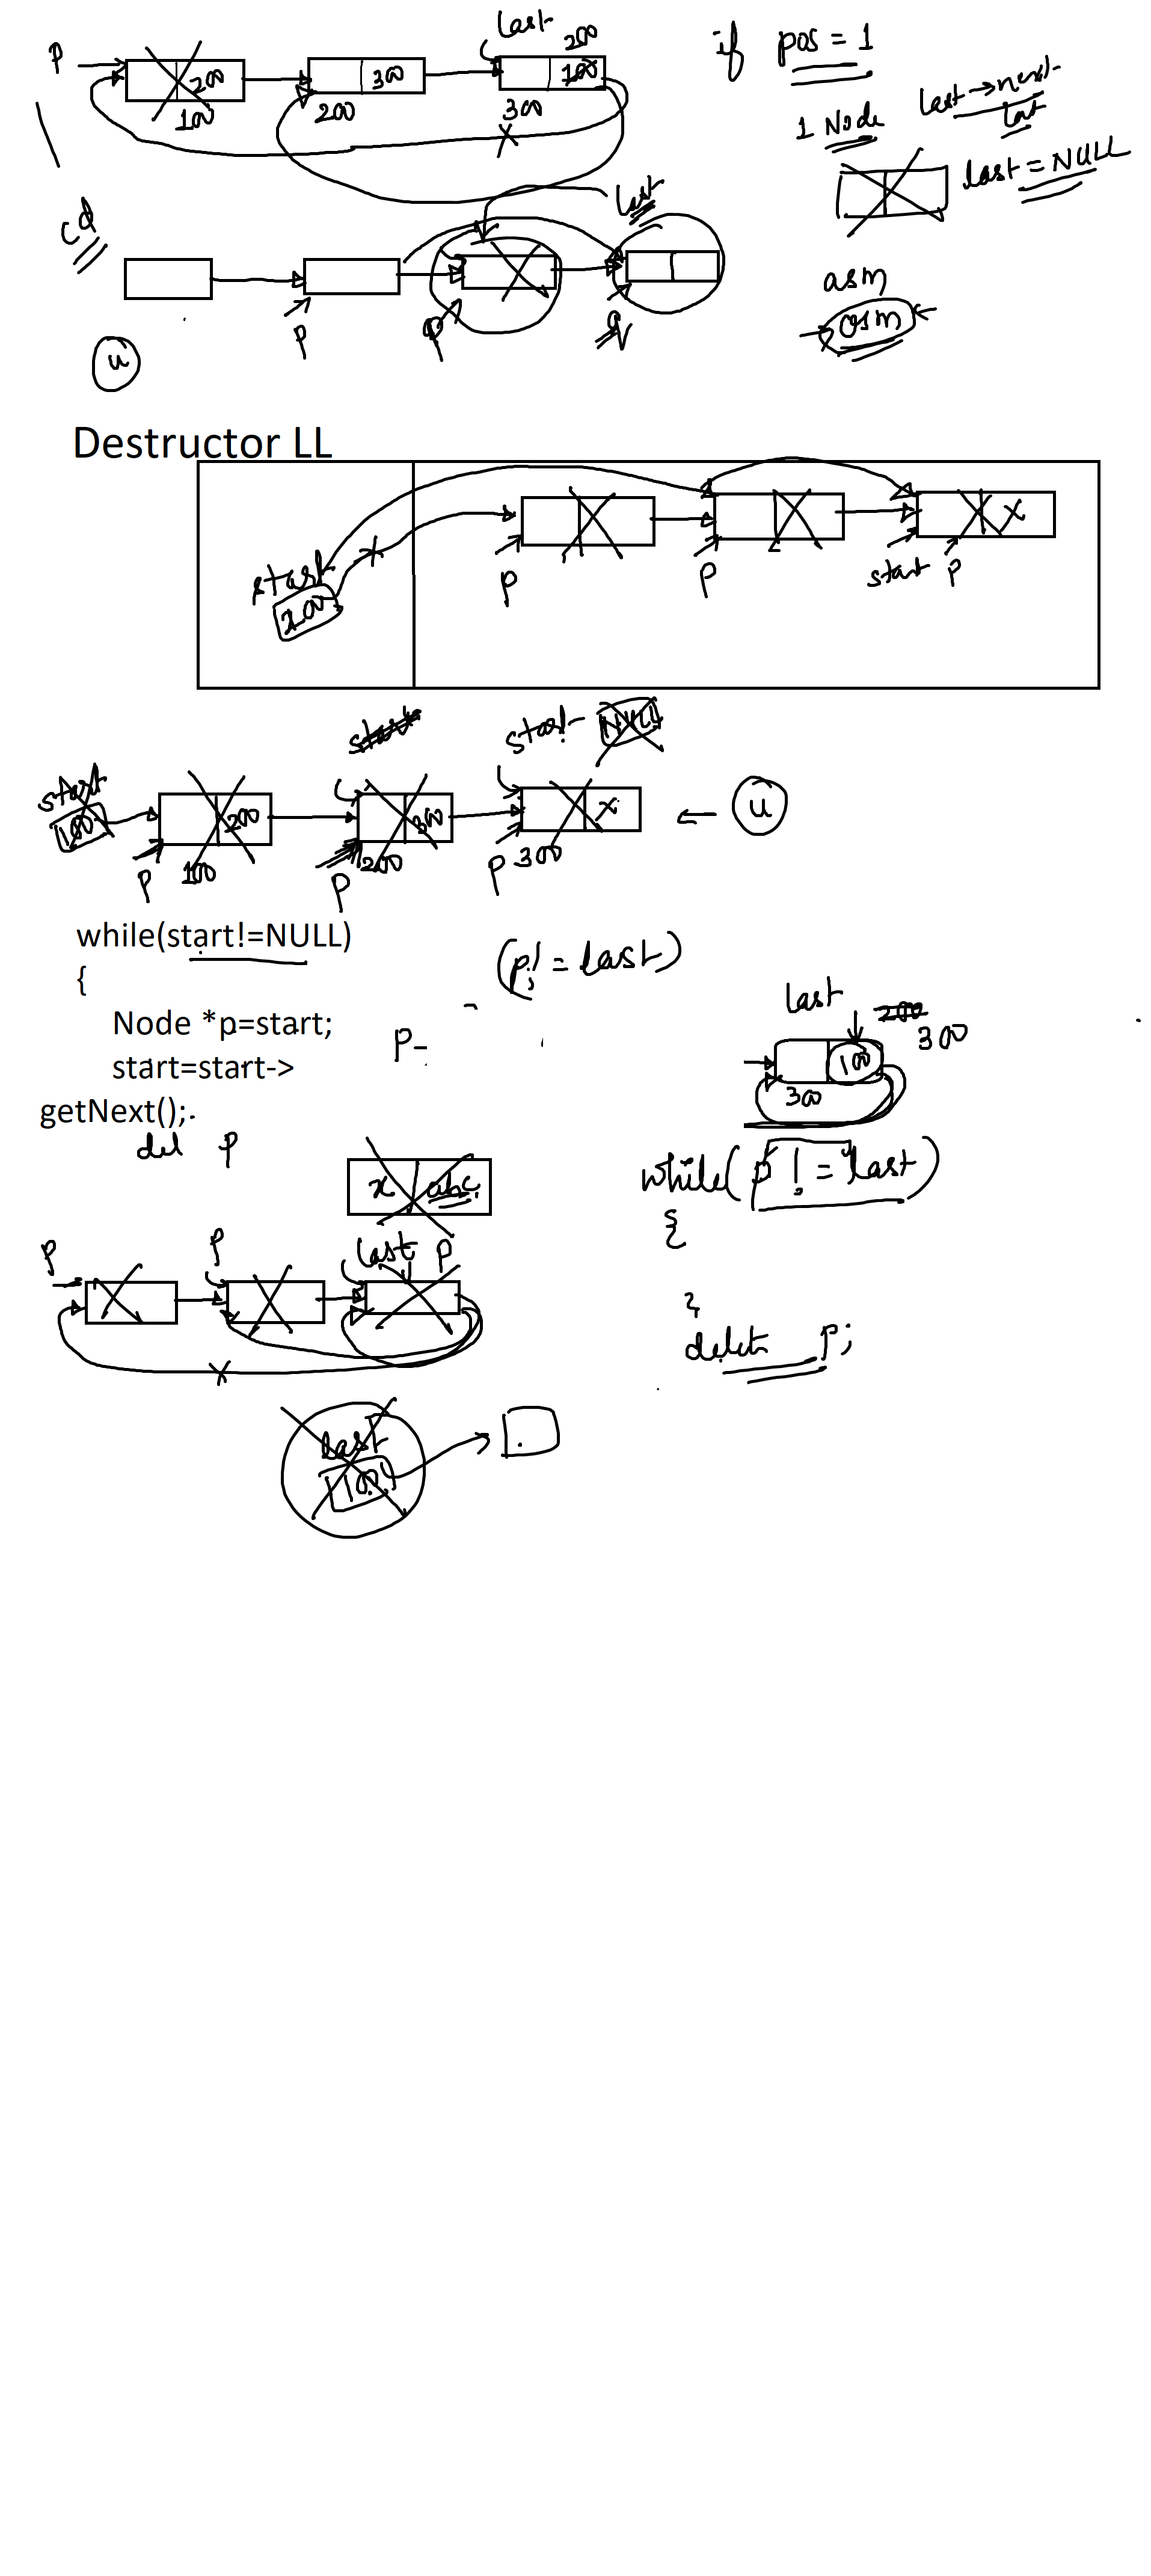 last 200
if pos = 1
P
200
300
100
100
200
300
1 Node
last→next
last
last = NULL
cd
last
p
p
q
asm
asm
u
Destructor LL
start
200
p
p
start p
x
start
start NULL
start
100
200
300
x
u
p 100
p 200
p 300
while(start!=NULL)
(p! = last)
{
last
200
Node *p=start;
P-
300
start=start->
100
getNext();
300
del p
while(p != last)
x abc
{
p
p
last p
}
delet p;
last
100